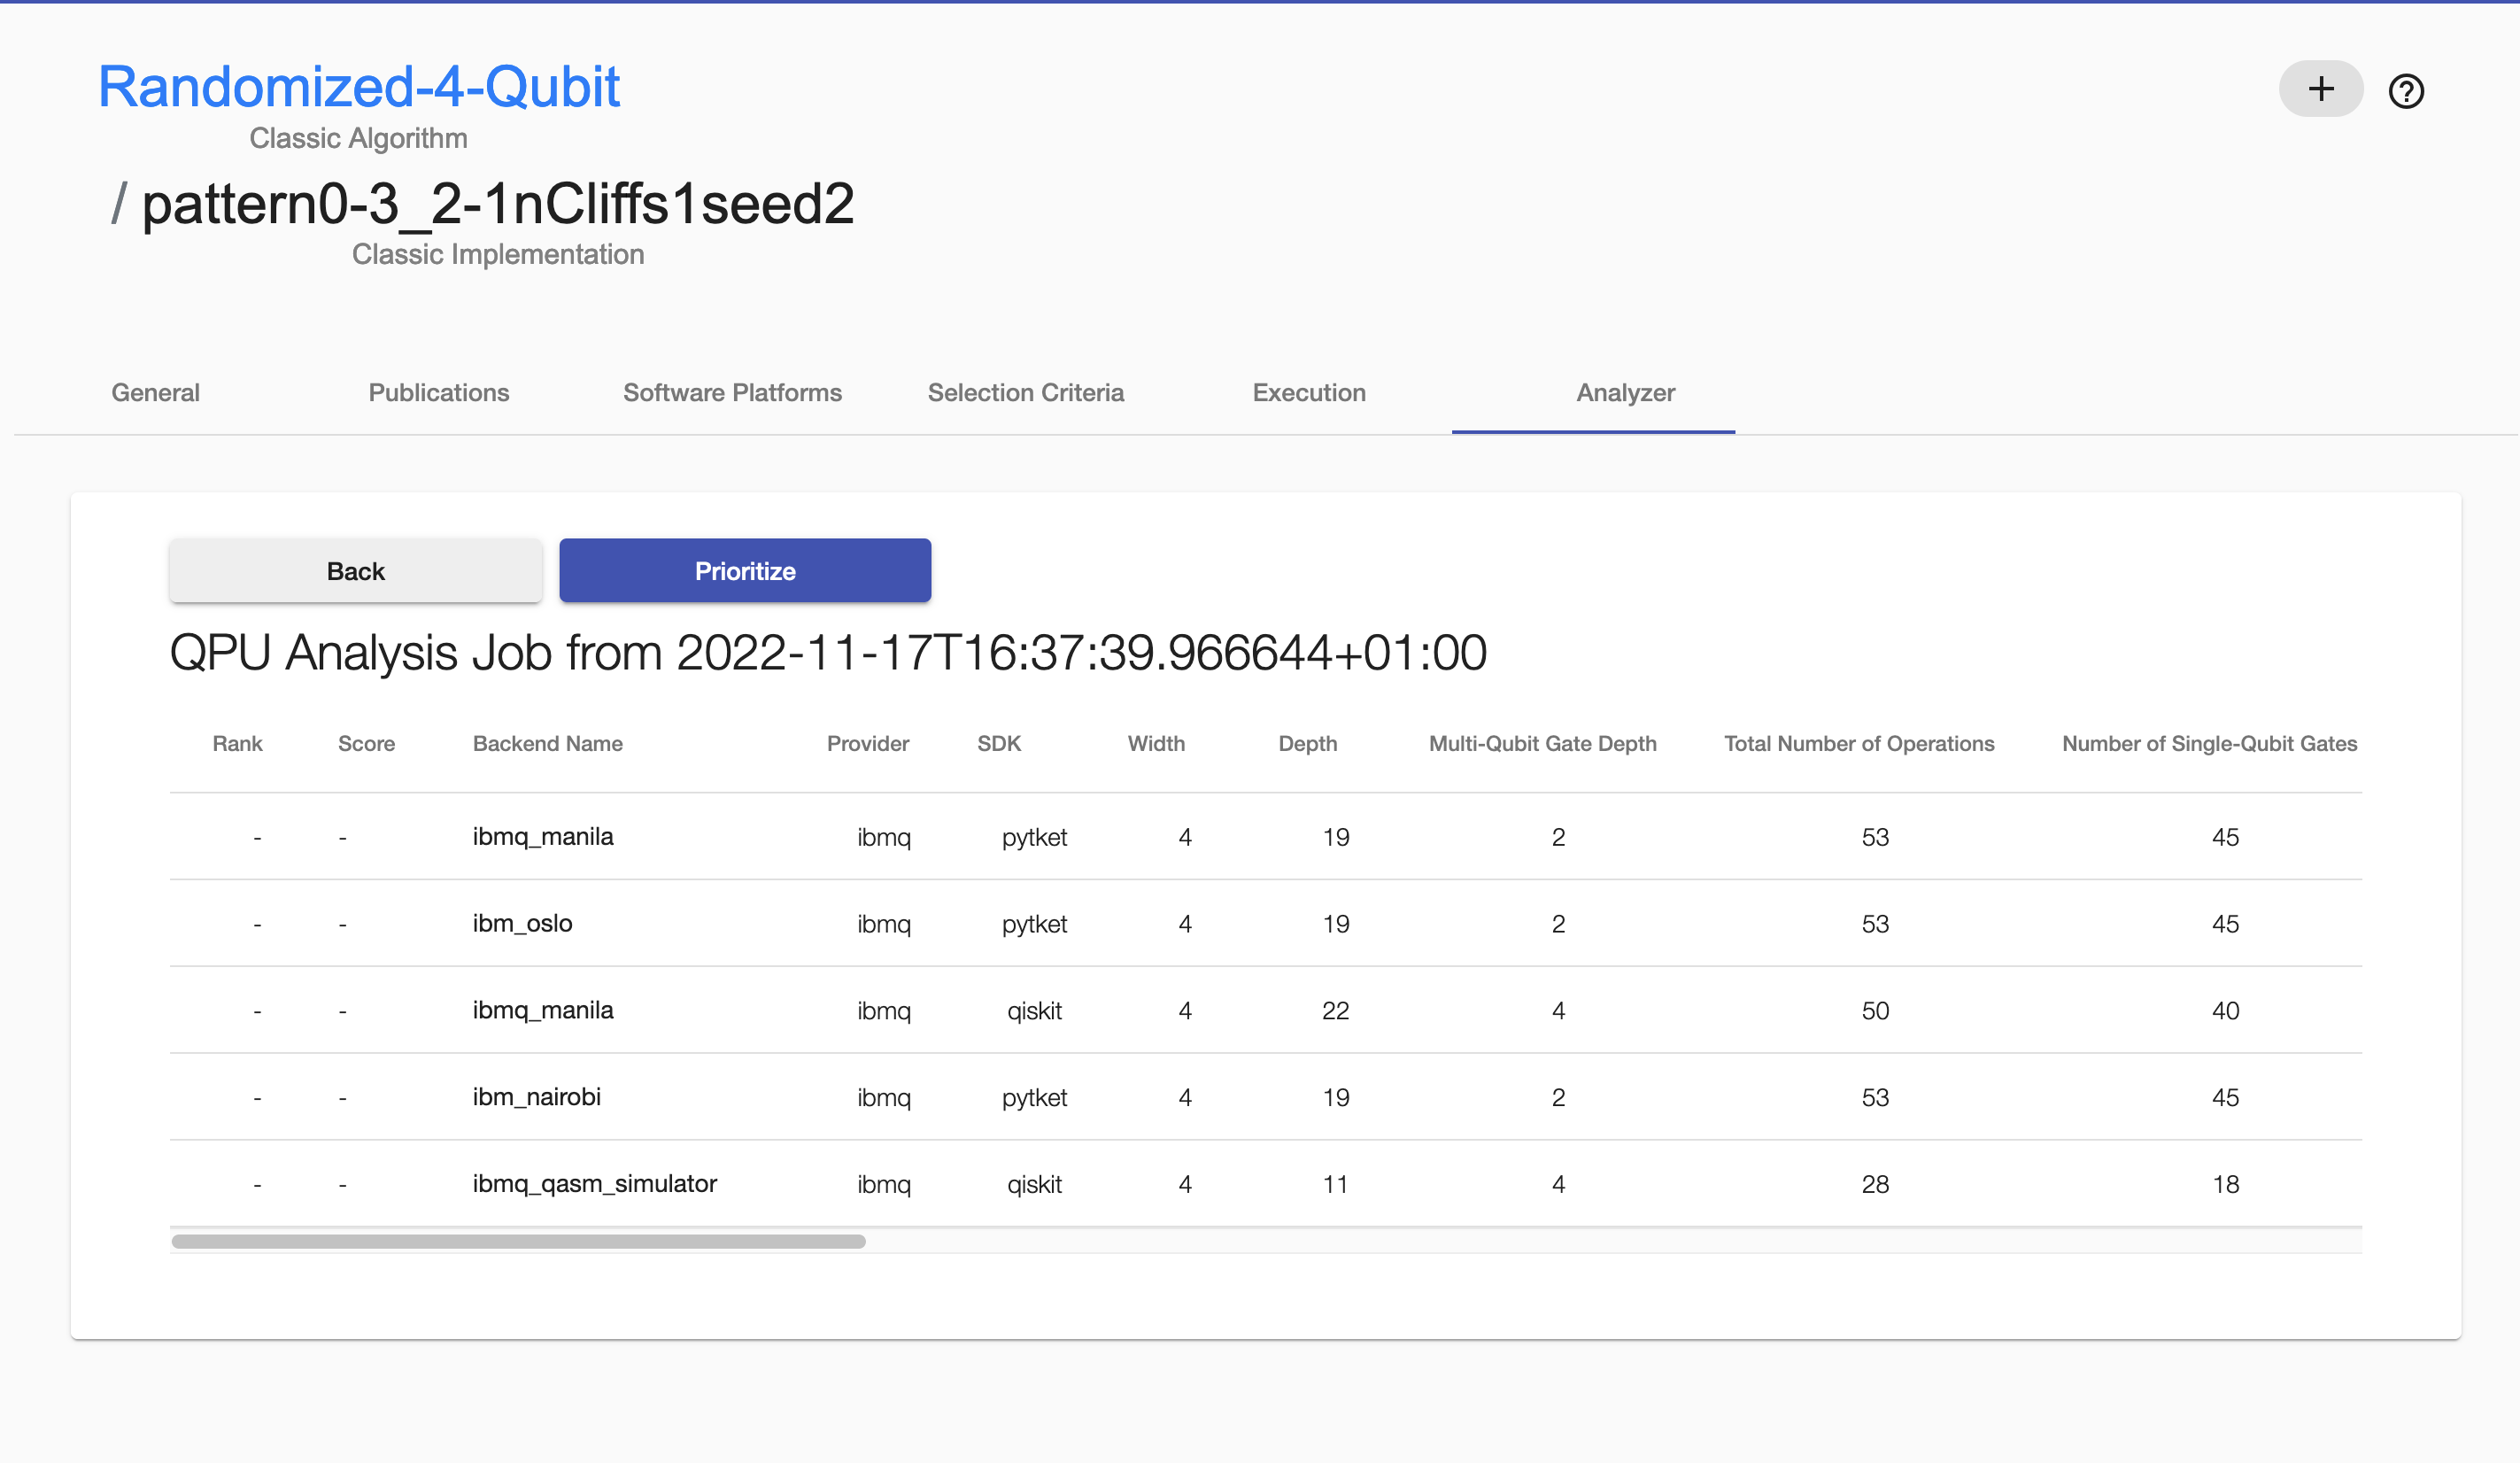 Randomized-4-Qubit
Classic Algorithm
/ pattern0-3_2-1nCliffs1seed2
Classic Implementation
General Publications Software Platforms Selection Criteria Execution Analyzer
Back Prioritize
QPU Analysis Job from 2022-11-17T16:37:39.966644+01:00
Rank Score Backend Name Provider SDK Width Depth Multi-Qubit Gate Depth Total Number of Operations Number of Single-Qubit Gates
- - ibmq_manila ibmq pytket 4 19 2 53 45
- - ibm_oslo ibmq pytket 4 19 2 53 45
- - ibmq_manila ibmq qiskit 4 22 4 50 40
- - ibm_nairobi ibmq pytket 4 19 2 53 45
- - ibmq_qasm_simulator ibmq qiskit 4 11 4 28 18